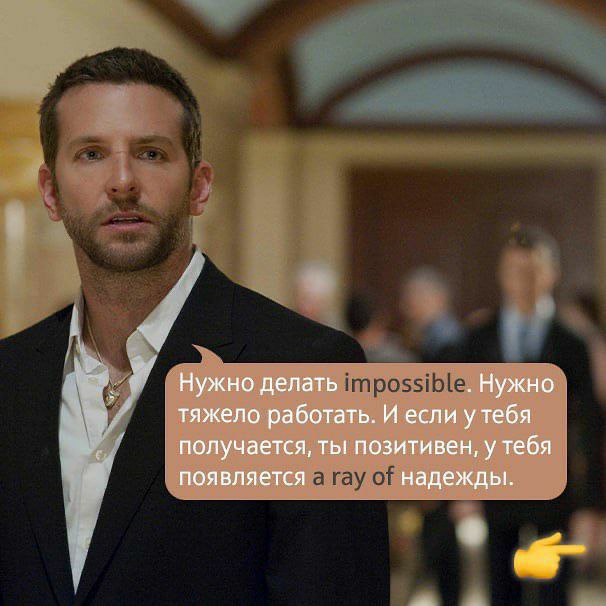 Нужно делать impossible. Нужно
тяжело работать. И если у тебя
получается, ты позитивен, у тебя
появляется a ray of надежды.